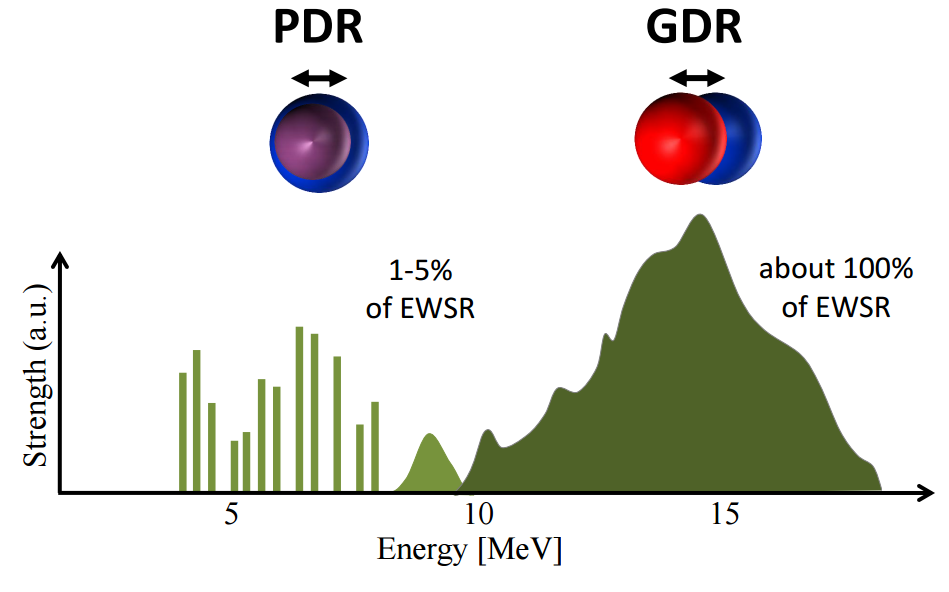 PDR
GDR
1-5%
of EWSR
about 100%
of EWSR
Strength (a.u.)
5
10
15
Energy [MeV]